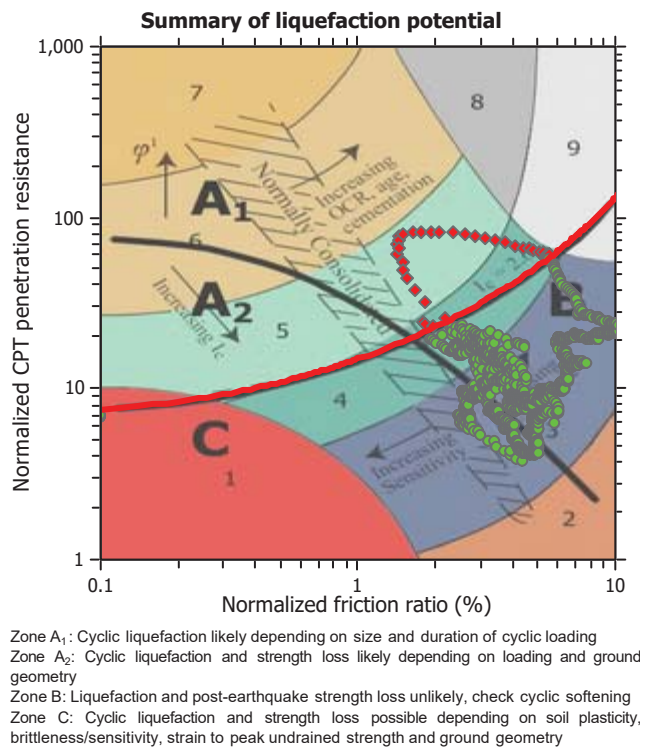 Summary of liquefaction potential
1,000
7
8
9
φ'
Increasing
OCR, age,
cementation
Normally Consolidated
A1
100
6
A2
Increasing Ic
B
5
10
4
C
1
3
Increasing
Sensitivity
2
1
0.1
1
10
Normalized CPT penetration resistance
Normalized friction ratio (%)
Zone A1: Cyclic liquefaction likely depending on size and duration of cyclic loading
Zone A2: Cyclic liquefaction and strength loss likely depending on loading and ground
geometry
Zone B: Liquefaction and post-earthquake strength loss unlikely, check cyclic softening
Zone C: Cyclic liquefaction and strength loss possible depending on soil plasticity,
brittleness/sensitivity, strain to peak undrained strength and ground geometry